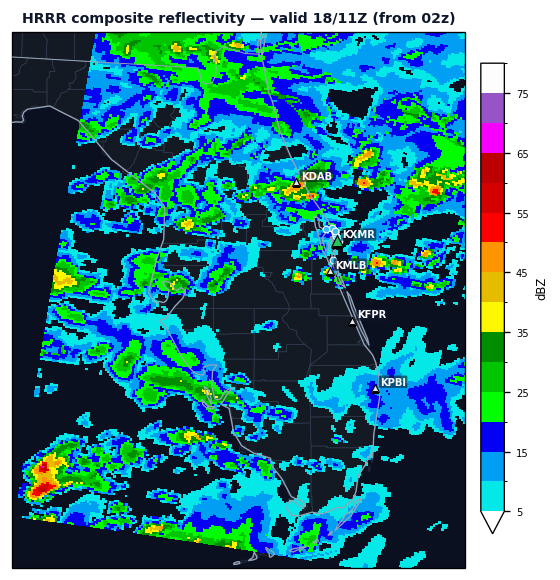 HRRR composite reflectivity — valid 18/11Z (from 02z)
KDAB
KXMR
KMLB
KFPR
KPBI
75
65
55
45
35
25
15
5
dBZ